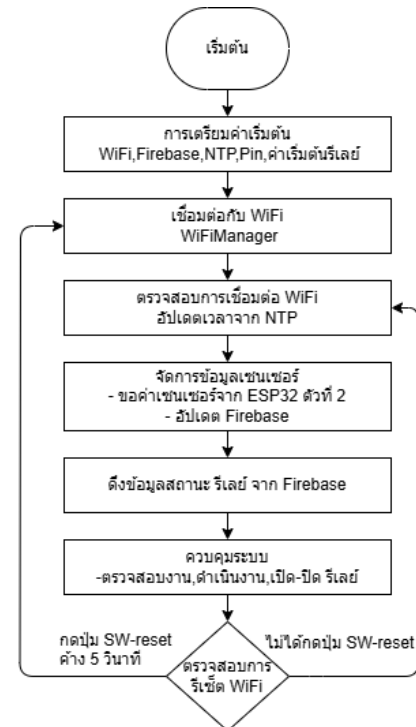 เริ่มต้น
การเตรียมค่าเริ่มต้น
WiFi,Firebase,NTP,Pin,ค่าเริ่มต้นรีเลย์
เชื่อมต่อกับ WiFi
WiFiManager
ตรวจสอบการเชื่อมต่อ WiFi
อัปเดตเวลาจาก NTP
จัดการข้อมูลเซนเซอร์
- ขอค่าเซนเซอร์จาก ESP32 ตัวที่ 2
- อัปเดต Firebase
ดึงข้อมูลสถานะ รีเลย์ จาก Firebase
ควบคุมระบบ
-ตรวจสอบงาน,ดำเนินงาน,เปิด-ปิด รีเลย์
กดปุ่ม SW-reset
ค้าง 5 วินาที
ไม่ได้กดปุ่ม SW-reset
ตรวจสอบการ
รีเซ็ต WiFi